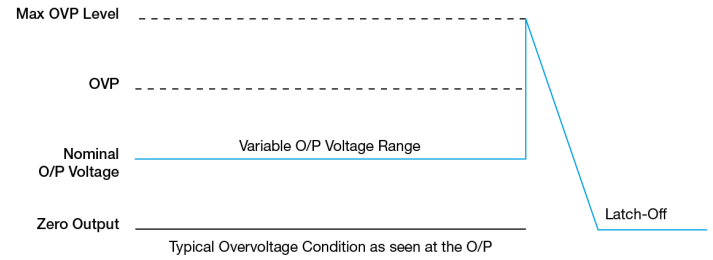 Max OVP Level
OVP
Variable O/P Voltage Range
Nominal
O/P Voltage
Latch-Off
Zero Output
Typical Overvoltage Condition as seen at the O/P